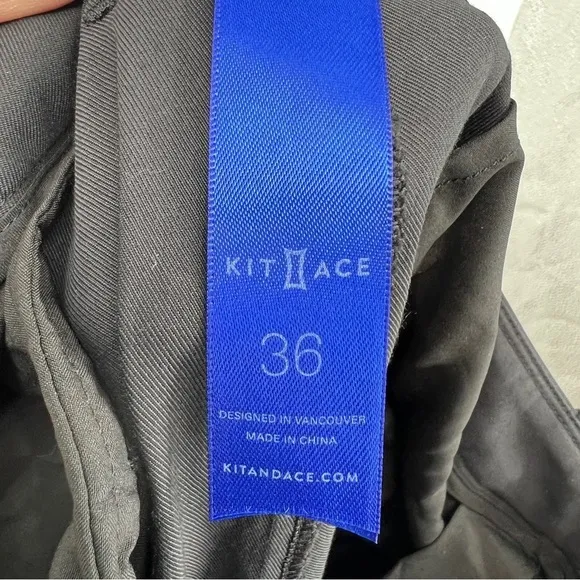 KIT ACE
36
DESIGNED IN VANCOUVER
MADE IN CHINA
KITANDACE.COM